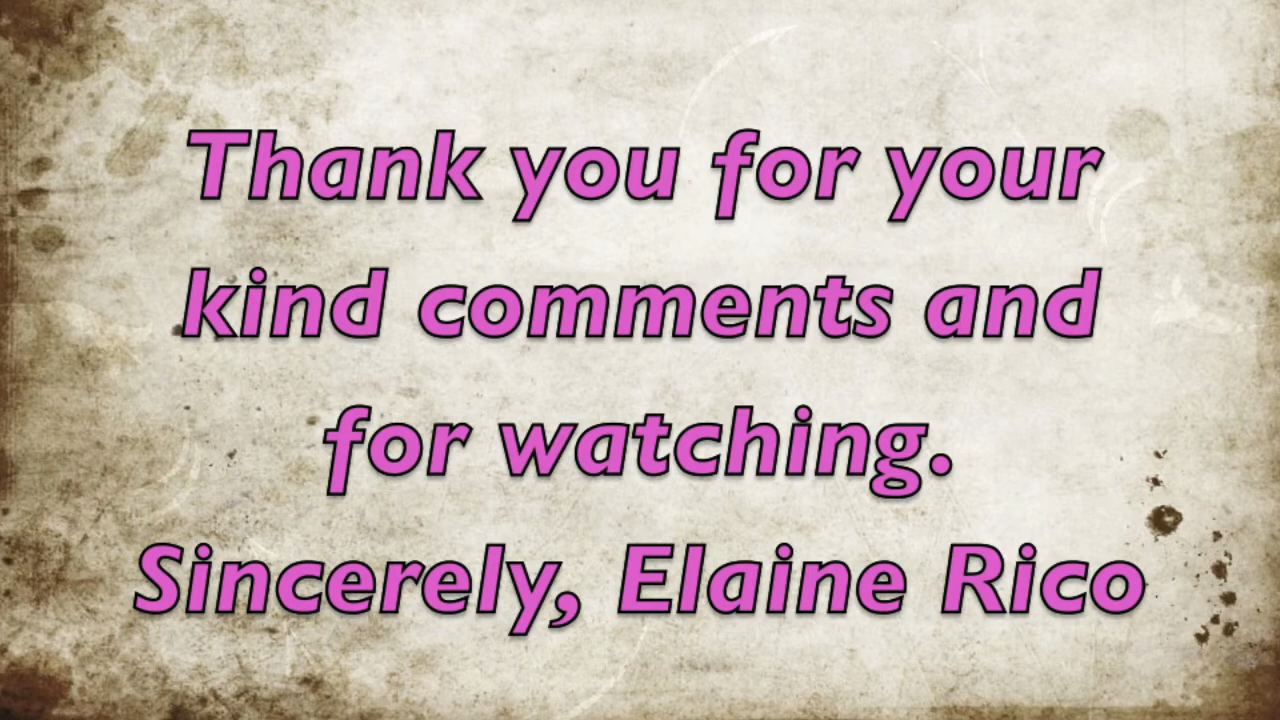 Thank you for your
kind comments and
for watching.
Sincerely, Elaine Rico